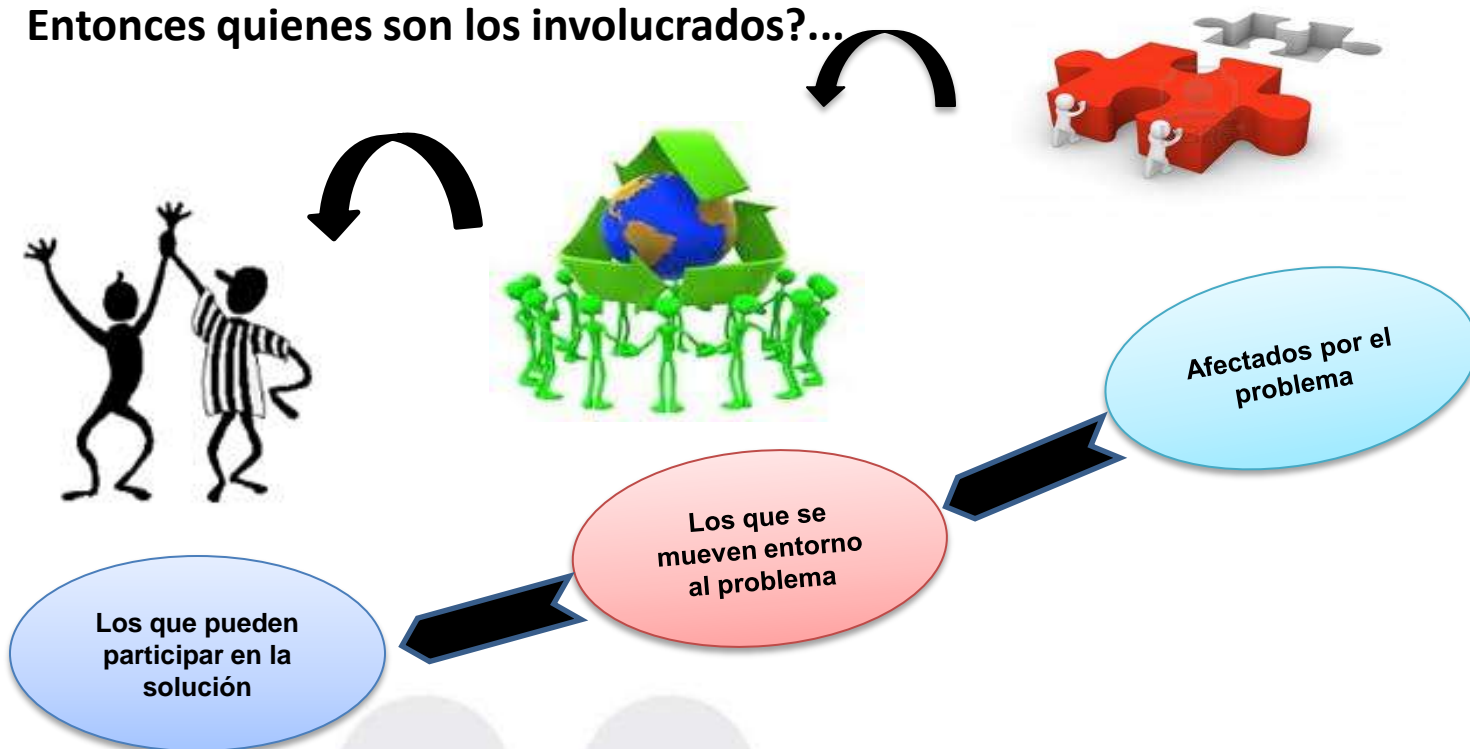 Entonces quienes son los involucrados?...
Afectados por el
problema
Los que se
mueven entorno
al problema
Los que pueden
participar en la
solución